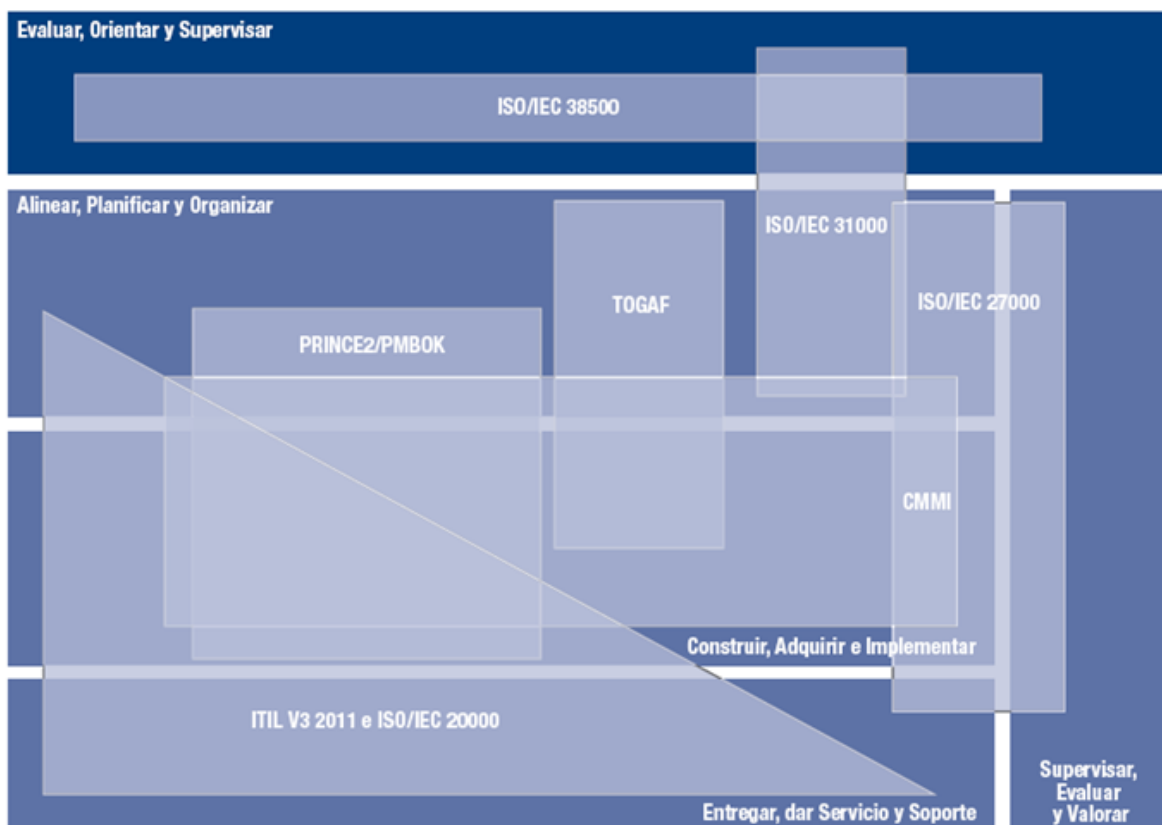 Evaluar, Orientar y Supervisar
ISO/IEC 38500
Alinear, Planificar y Organizar
ISO/IEC 31000
TOGAF
ISO/IEC 27000
PRINCE2/PMBOK
CMMI
Construir, Adquirir e Implementar
ITIL V3 2011 e ISO/IEC 20000
Entregar, dar Servicio y Soporte
Supervisar,
Evaluar
y Valorar